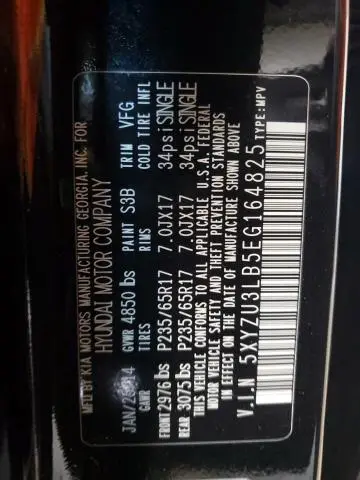 MFD BY KIA MOTORS MANUFACTURING GEORGIA, INC. FOR
HYUNDAI MOTOR COMPANY
JAN/28/14 GVWR 4850 lbs PAINT S3B TRIM VFG
GAWR TIRES RIMS COLD TIRE INFL
FRONT 2976 lbs P235/65R17 7.0JX17 34psi SINGLE
REAR 3075 lbs P235/65R17 7.0JX17 34psi SINGLE
THIS VEHICLE CONFORMS TO ALL APPLICABLE U.S.A. FEDERAL
MOTOR VEHICLE SAFETY AND THEFT PREVENTION STANDARDS
IN EFFECT ON THE DATE OF MANUFACTURE SHOWN ABOVE
V.I.N 5XYZU3LB5EG164825 TYPE:MPV